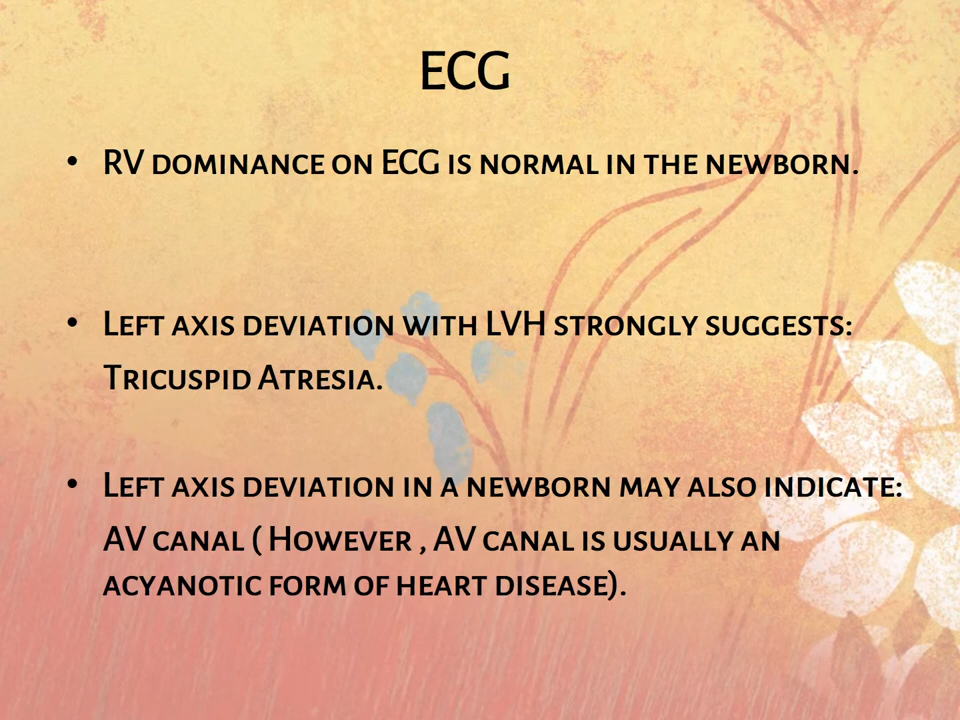 ECG
• RV dominance on ECG is normal in the newborn.
• Left axis deviation with LVH strongly suggests:
Tricuspid Atresia.
• Left axis deviation in a newborn may also indicate:
AV canal ( However , AV canal is usually an
acyanotic form of heart disease).